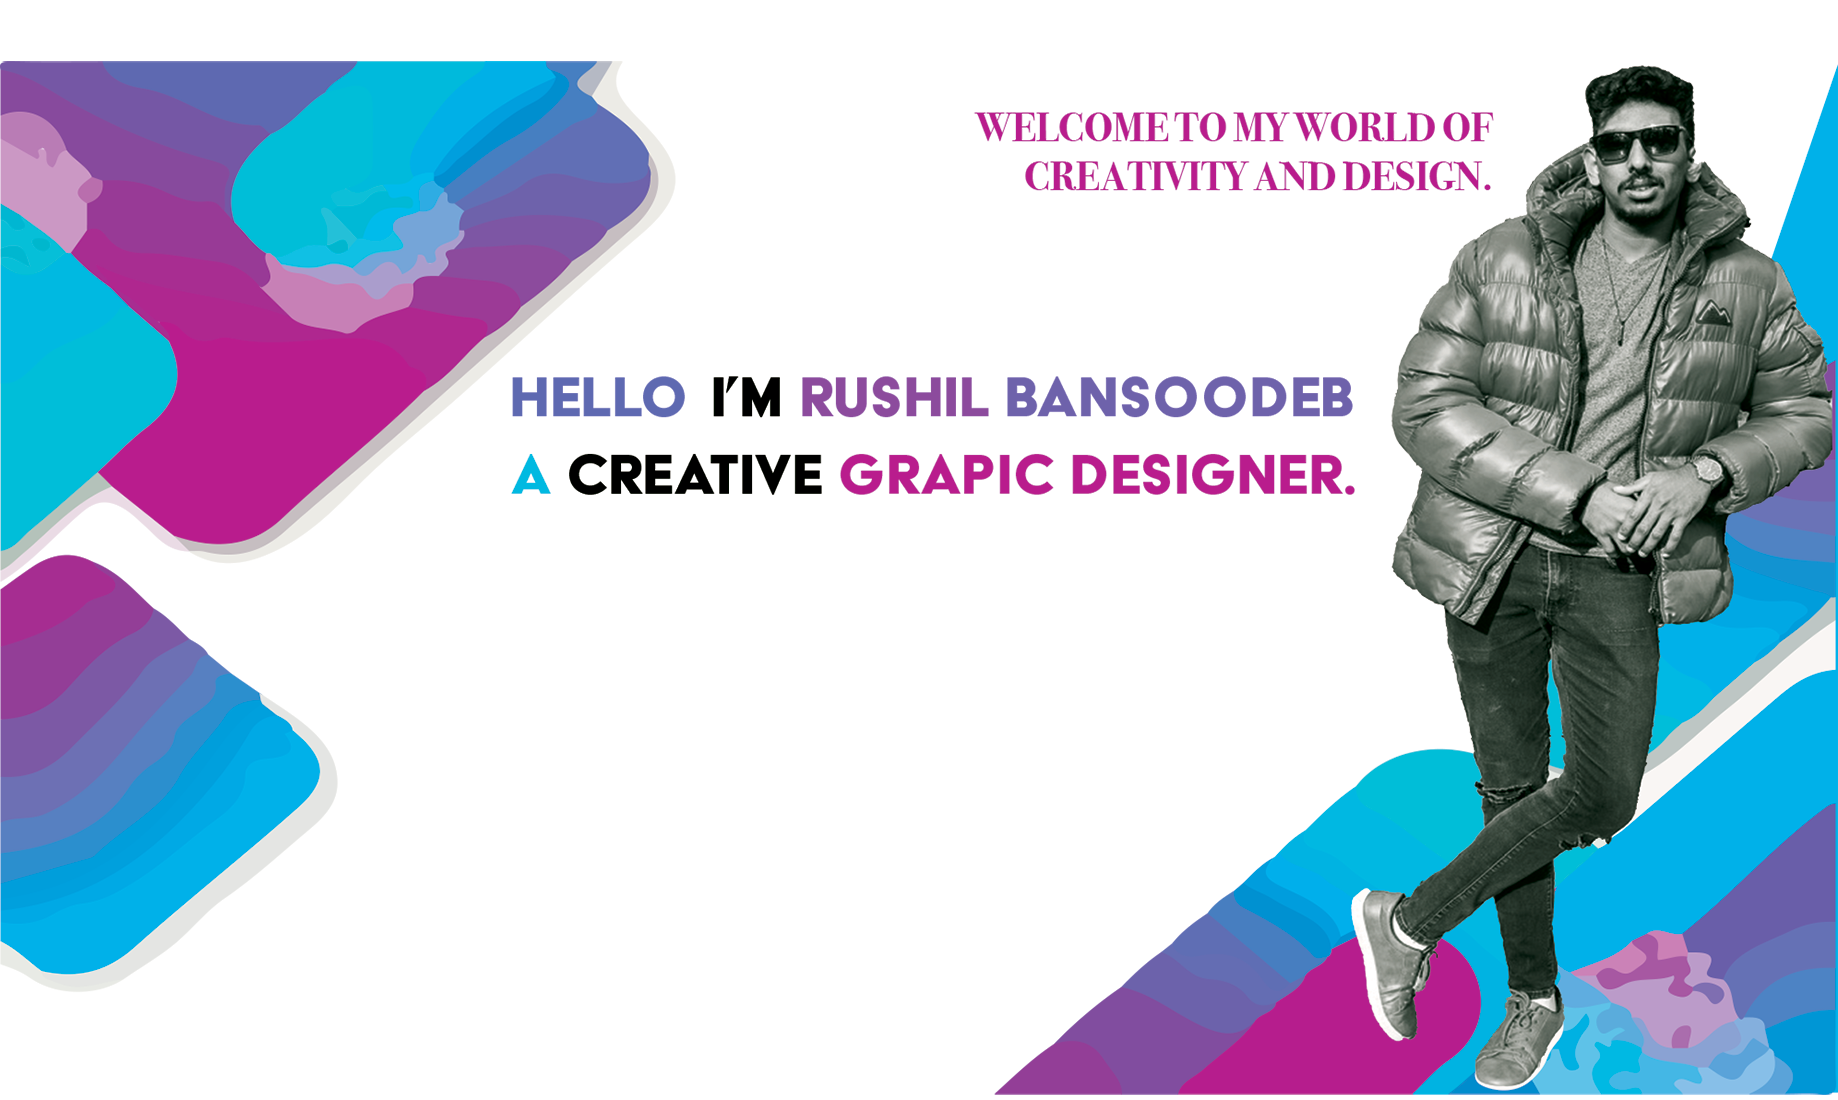 WELCOME TO MY WORLD OF
CREATIVITY AND DESIGN.
HELLO I'M RUSHIL BANSOODEB
A CREATIVE GRAPIC DESIGNER.